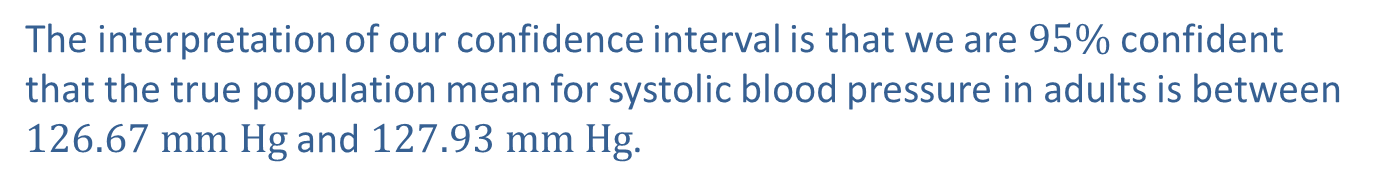 The interpretation of our confidence interval is that we are 95% confident
that the true population mean for systolic blood pressure in adults is between
126.67 mm Hg and 127.93 mm Hg.